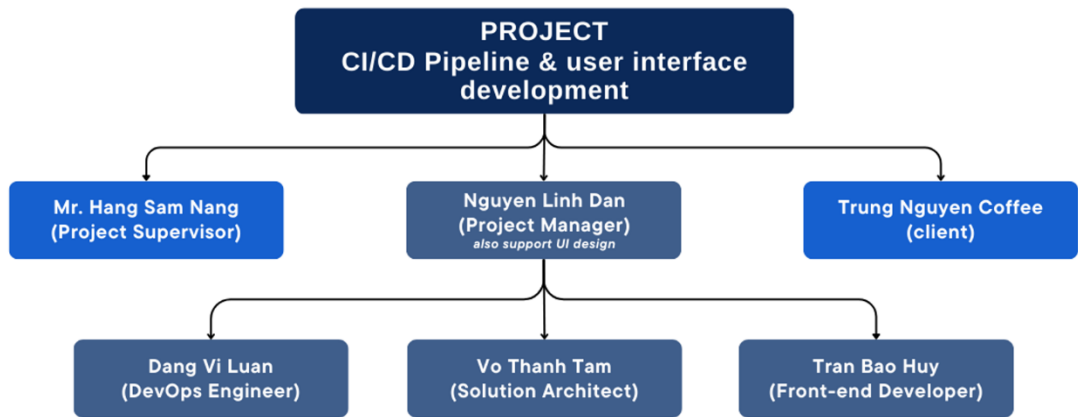 PROJECT
CI/CD Pipeline & user interface
development
Mr. Hang Sam Nang
(Project Supervisor)
Nguyen Linh Dan
(Project Manager)
also support UI design
Trung Nguyen Coffee
(client)
Dang Vi Luan
(DevOps Engineer)
Vo Thanh Tam
(Solution Architect)
Tran Bao Huy
(Front-end Developer)